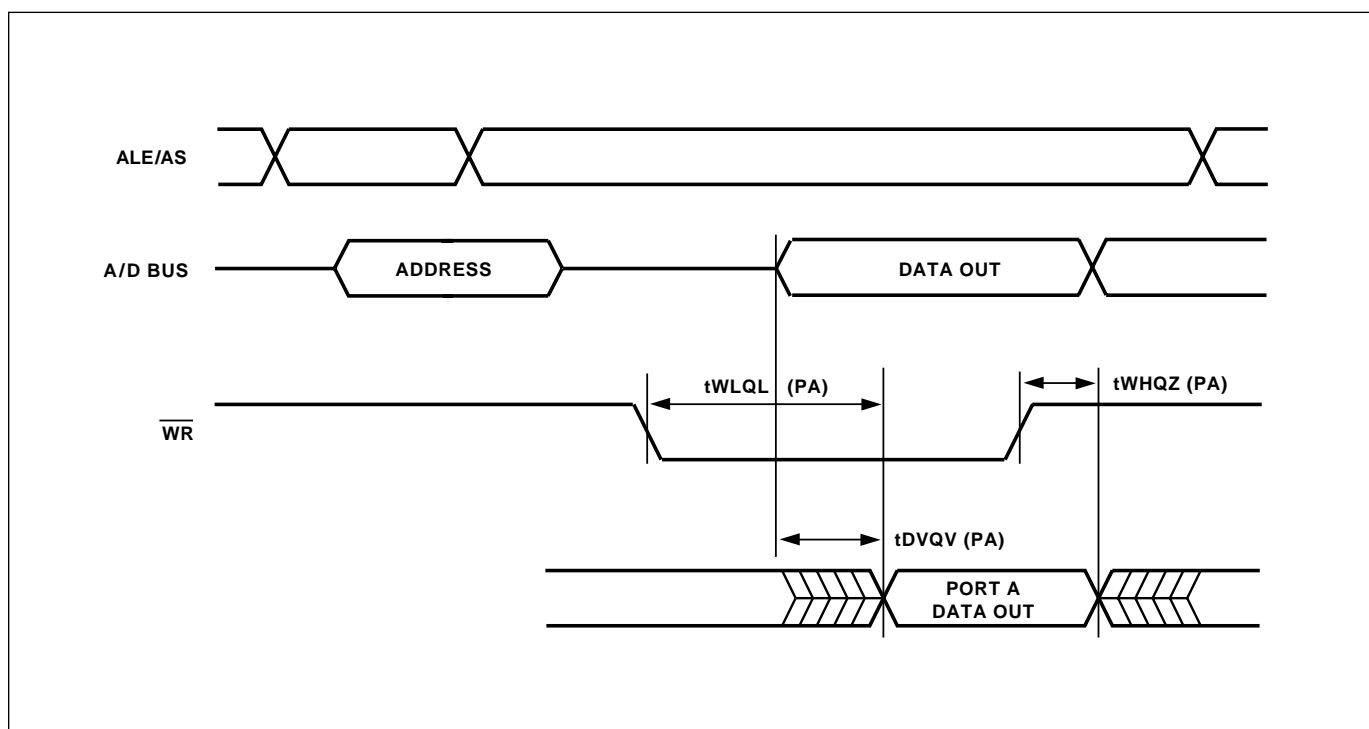 ALE/AS
A/D BUS
ADDRESS
DATA OUT
tWLQL (PA)
tWHQZ (PA)
WR
tDVQV (PA)
PORT A
DATA OUT